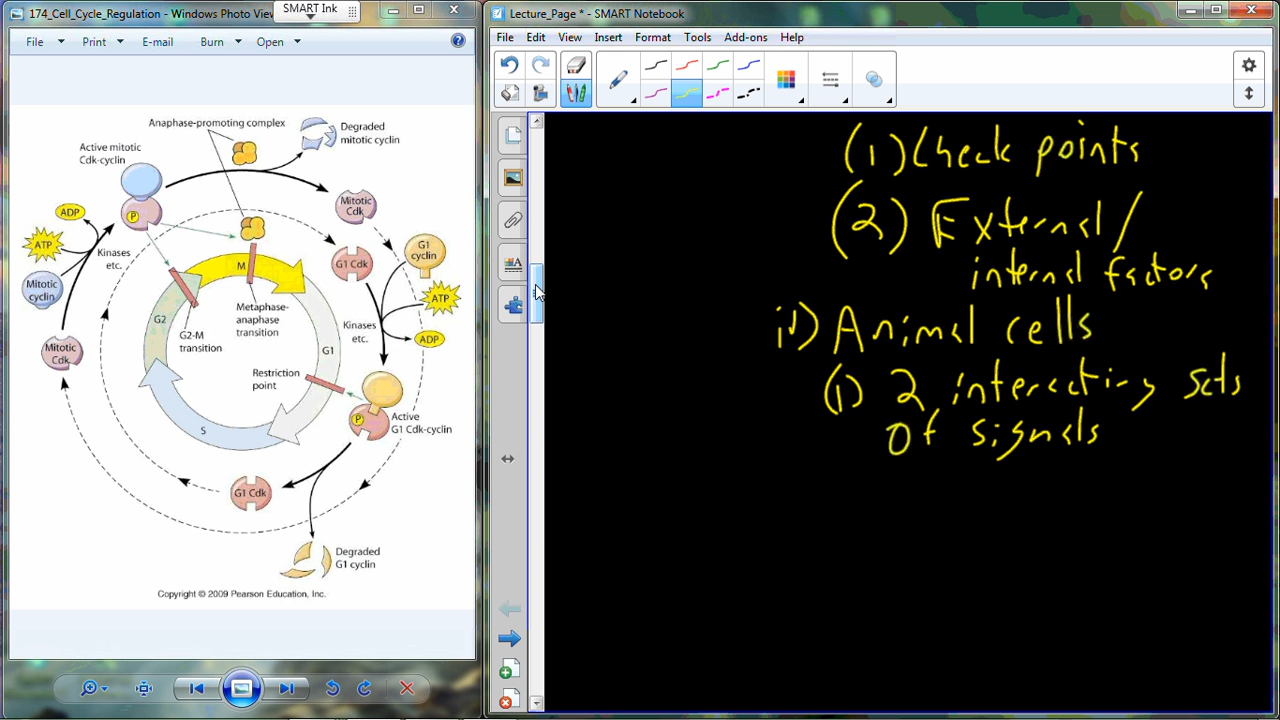 174_Cell_Cycle_Regulation - Windows Photo View
SMART Ink
File Print E-mail Burn Open
Anaphase-promoting complex
Degraded
mitotic cyclin
Active mitotic
Cdk-cyclin
P
ADP
ATP
Kinases
etc.
Mitotic
cyclin
Mitotic
Cdk
Mitotic
Cdk
G1 Cdk
G1
cyclin
ATP
Kinases
etc.
ADP
M
Metaphase-
anaphase
transition
G2
G2-M
transition
G1
Restriction
point
S
P
Active
G1 Cdk-cyclin
G1 Cdk
Degraded
G1 cyclin
Copyright © 2009 Pearson Education, Inc.
Lecture_Page * - SMART Notebook
File Edit View Insert Format Tools Add-ons Help
(1) Check points
(2) External/
internal factors
iv) Animal cells
(1) 2 interacting sets
Of signals